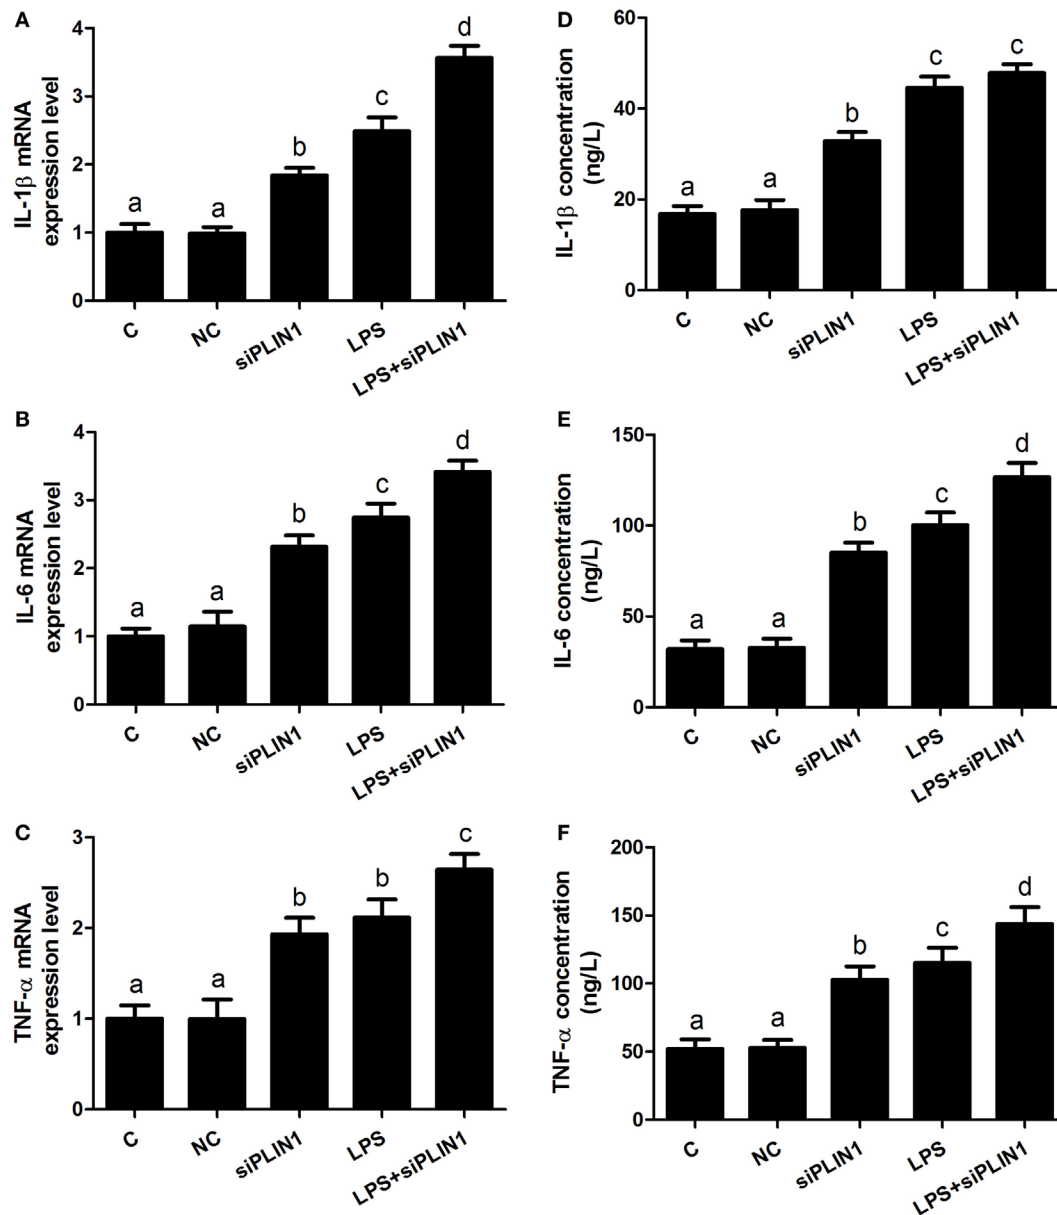 A
IL-1β mRNA
expression level
4
3
2
1
0
a
a
b
c
d
C
NC
siPLIN1
LPS
LPS+siPLIN1
D
IL-1β concentration
(ng/L)
60
40
20
0
a
a
b
c
c
C
NC
siPLIN1
LPS
LPS+siPLIN1
B
IL-6 mRNA
expression level
4
3
2
1
0
a
a
b
c
d
C
NC
siPLIN1
LPS
LPS+siPLIN1
E
IL-6 concentration
(ng/L)
150
100
50
0
a
a
b
c
d
C
NC
siPLIN1
LPS
LPS+siPLIN1
C
TNF-α mRNA
expression level
3
2
1
0
a
a
b
b
c
C
NC
siPLIN1
LPS
LPS+siPLIN1
F
TNF-α concentration
(ng/L)
200
150
100
50
0
a
a
b
c
d
C
NC
siPLIN1
LPS
LPS+siPLIN1